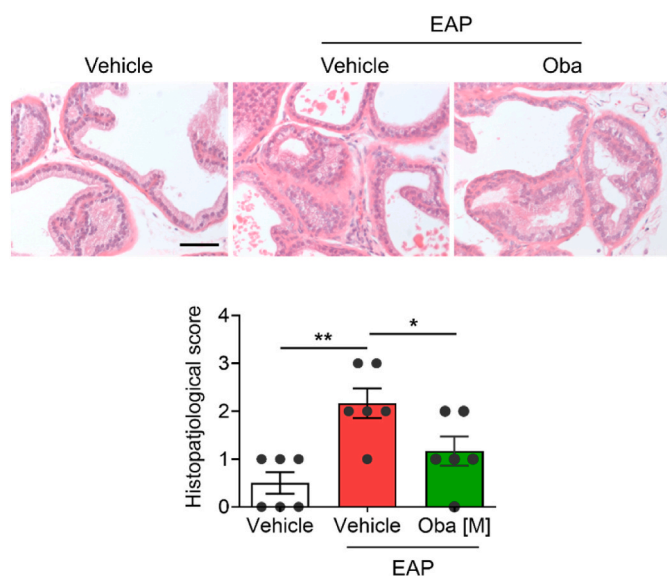 EAP
Vehicle Vehicle Oba
Histopatjological score
4
3
2
1
0
** *
Vehicle Vehicle Oba [M]
EAP